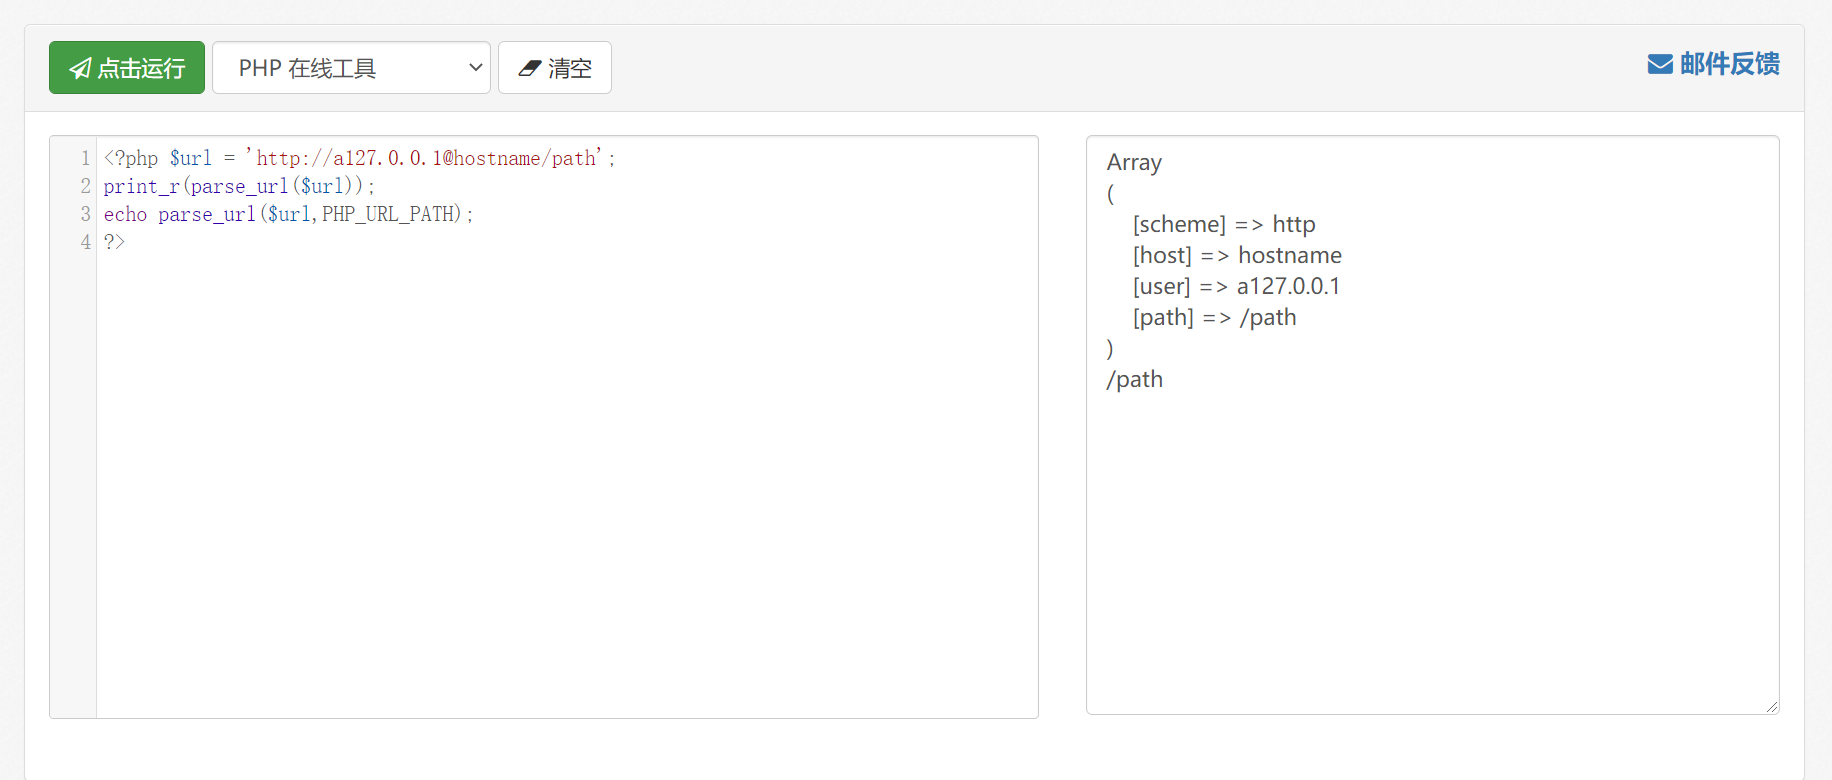 点击运行 PHP 在线工具 清空 邮件反馈
1 <?php $url = 'http://a127.0.0.1@hostname/path';
2 print_r(parse_url($url));
3 echo parse_url($url,PHP_URL_PATH);
4 ?>
Array
(
[scheme] => http
[host] => hostname
[user] => a127.0.0.1
[path] => /path
)
/path